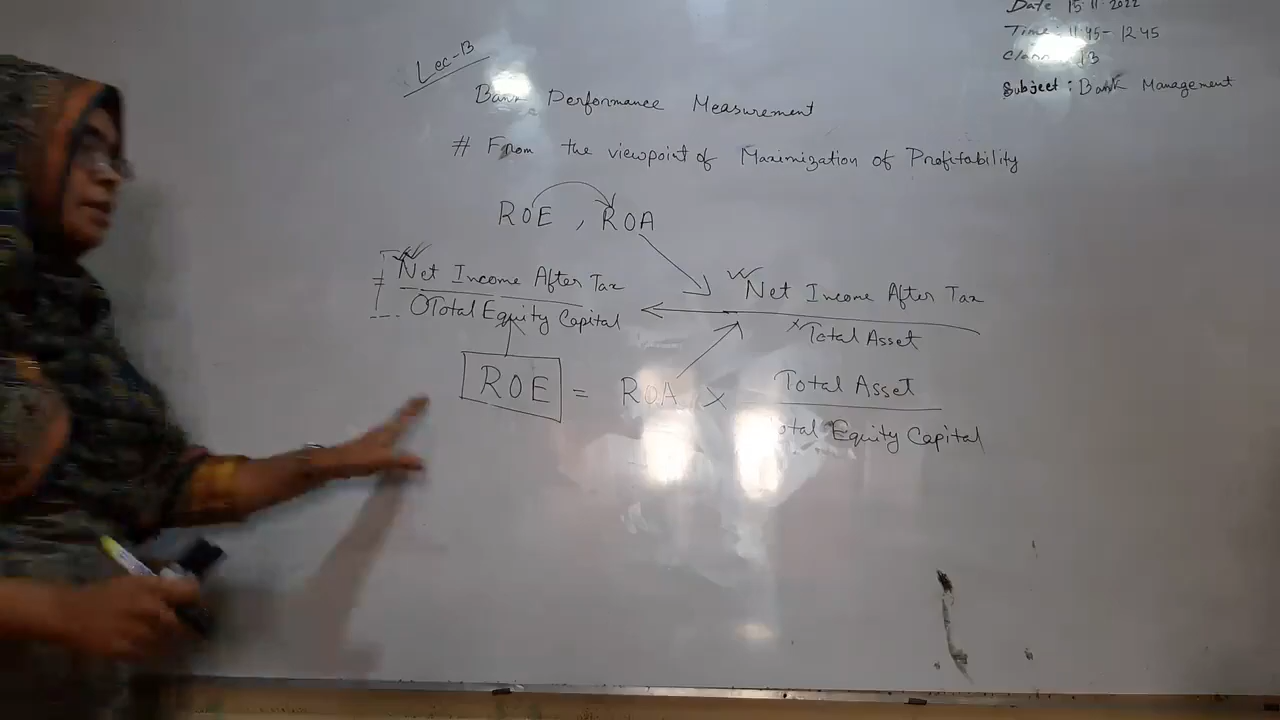 Date 15.11.2022
Time: 11:45-12.45
Class: 13
Subject: Bank Management
Lec-13
Bank Performance Measurement
# From the viewpoint of Maximization of Profitability
ROE, ROA
= Net Income After Tax
Total Equity Capital
Net Income After Tax
Total Asset
ROE = ROA × Total Asset
Total Equity Capital